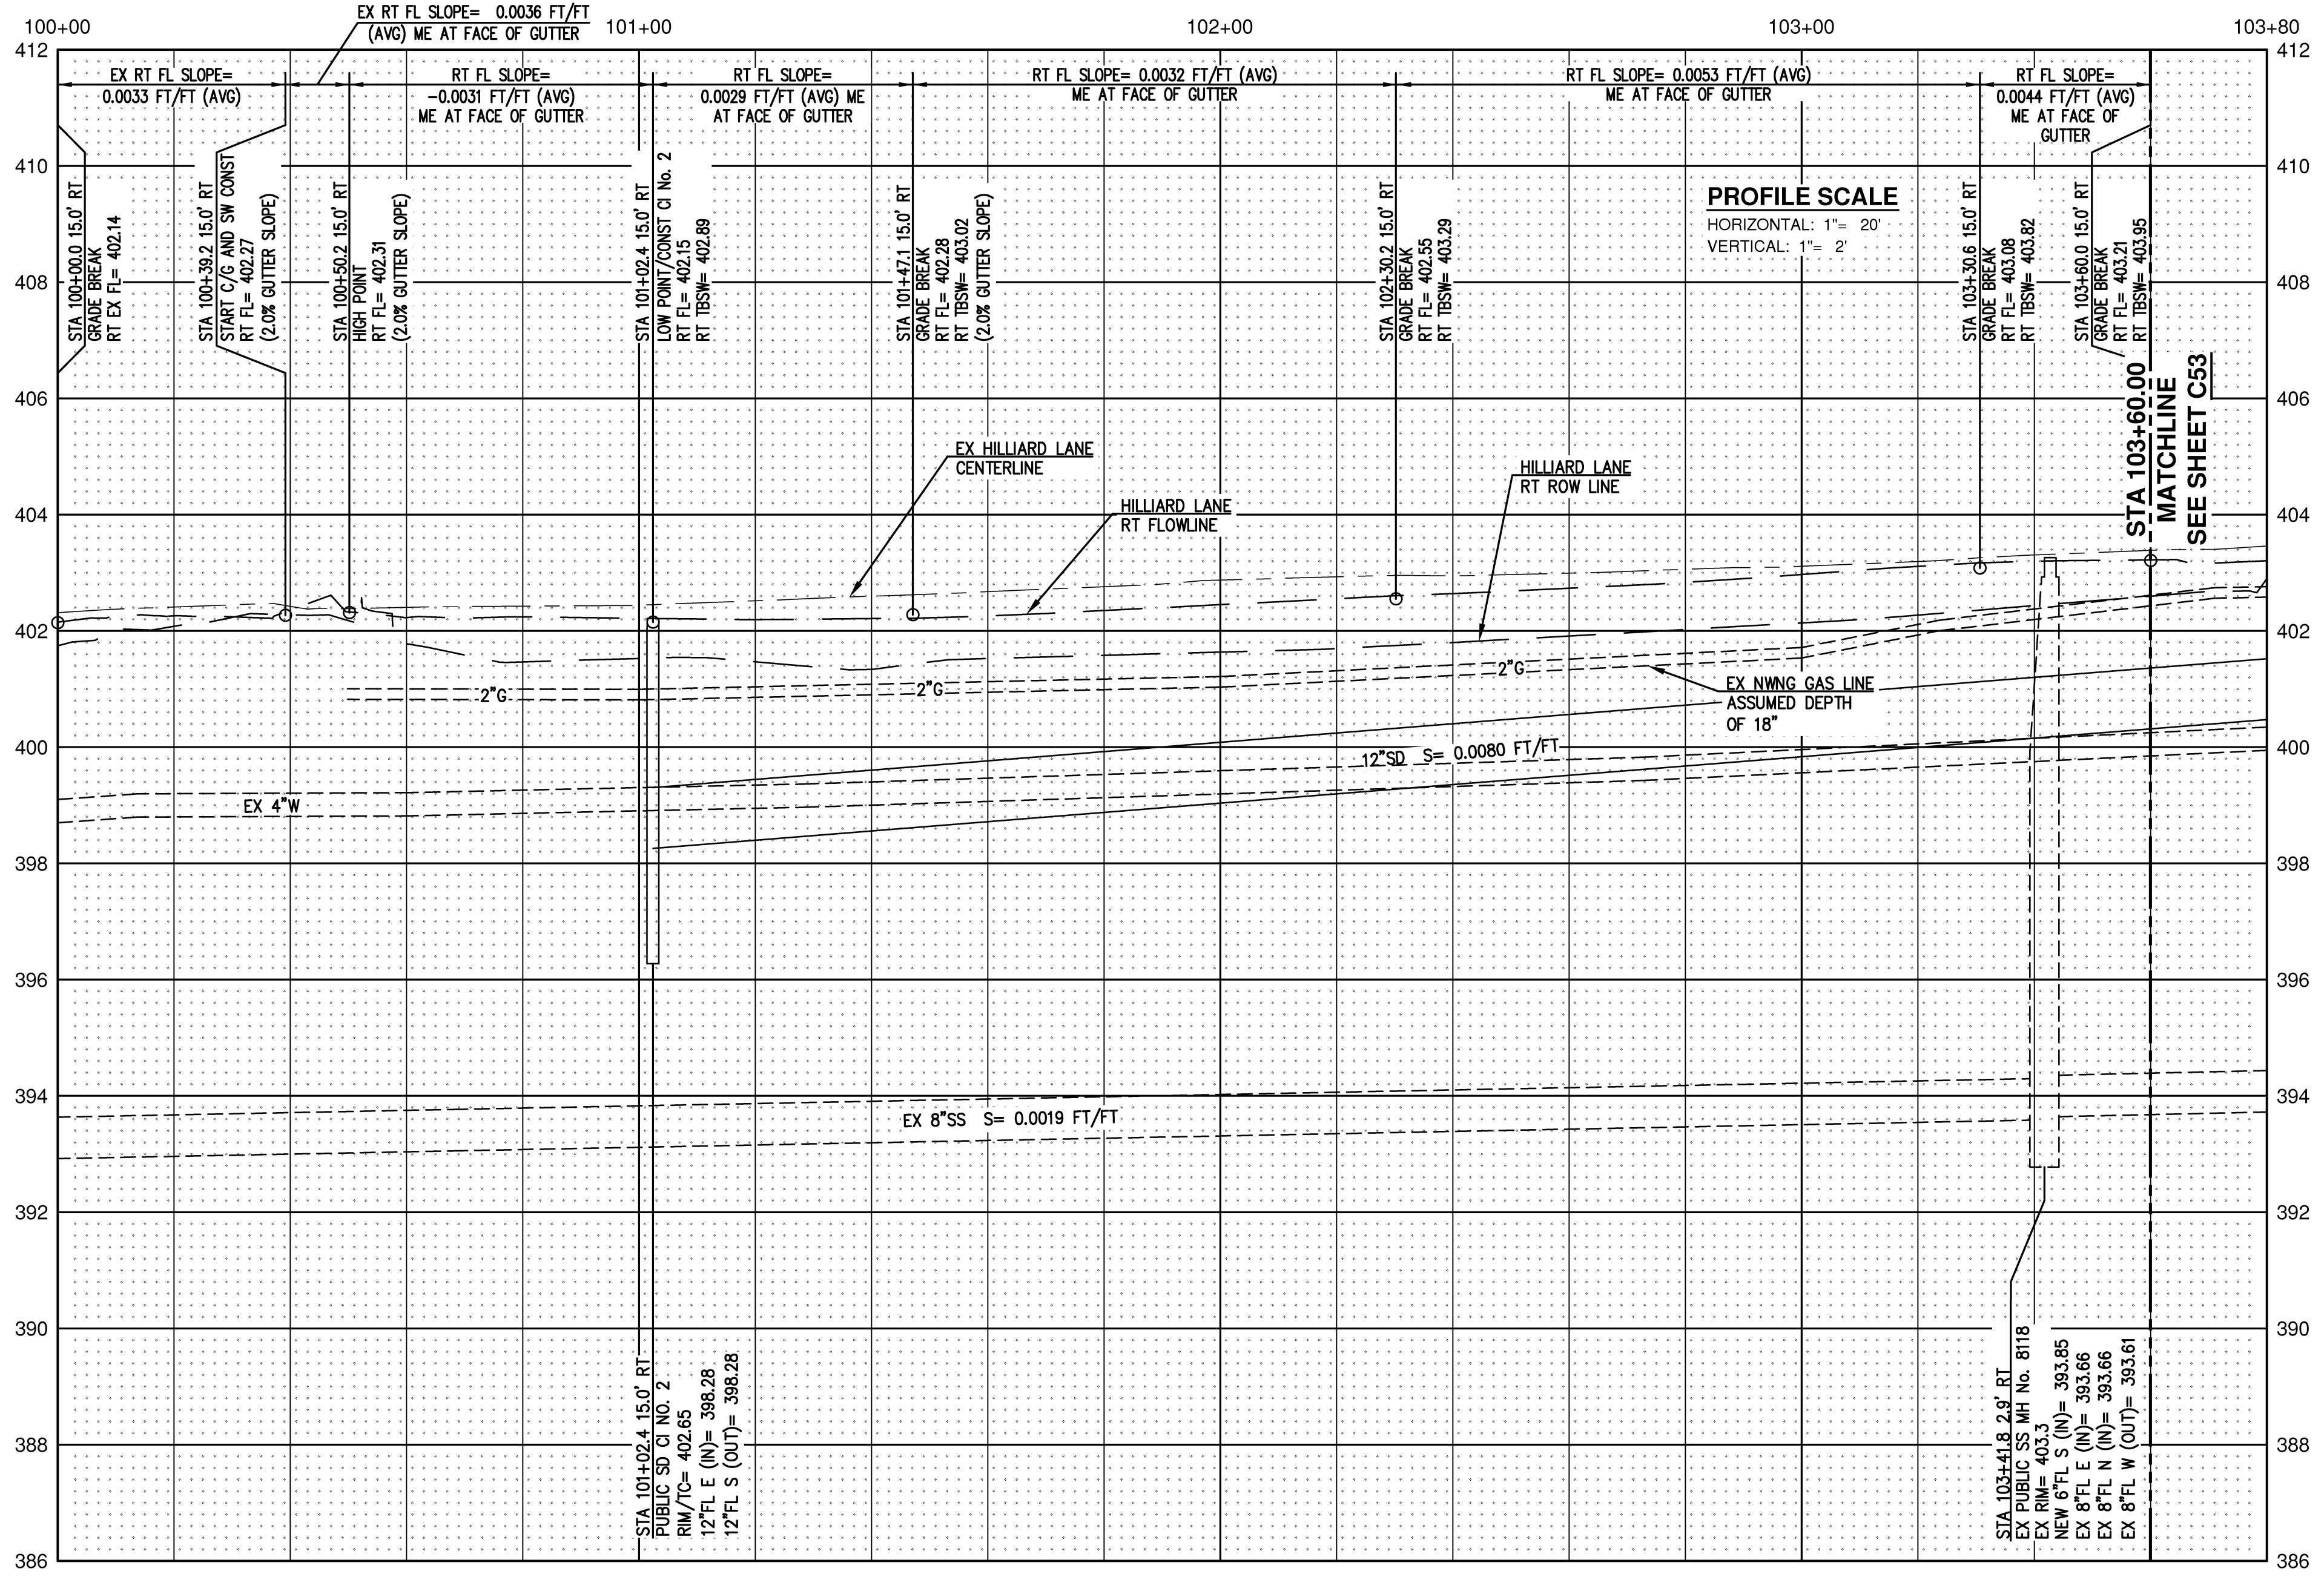 EX RT FL SLOPE= 0.0036 FT/FT
(AVG) ME AT FACE OF GUTTER
100+00
101+00
102+00
103+00
103+80
412
412
EX RT FL SLOPE=
0.0033 FT/FT (AVG)
RT FL SLOPE=
-0.0031 FT/FT (AVG)
ME AT FACE OF GUTTER
RT FL SLOPE=
0.0029 FT/FT (AVG) ME
AT FACE OF GUTTER
RT FL SLOPE= 0.0032 FT/FT (AVG)
ME AT FACE OF GUTTER
RT FL SLOPE= 0.0053 FT/FT (AVG)
ME AT FACE OF GUTTER
RT FL SLOPE=
0.0044 FT/FT (AVG)
ME AT FACE OF
GUTTER
410
410
STA 100+00.0 15.0' RT
GRADE BREAK
RT EX FL= 402.14
STA 100+39.2 15.0' RT
START C/G AND SW CONST
RT FL= 402.27
(2.0% GUTTER SLOPE)
STA 100+50.2 15.0' RT
HIGH POINT
RT FL= 402.31
(2.0% GUTTER SLOPE)
STA 101+02.4 15.0' RT
LOW POINT/CONST CI No. 2
RT FL= 402.15
RT TBSW= 402.89
STA 101+47.1 15.0' RT
GRADE BREAK
RT FL= 402.28
RT TBSW= 403.02
(2.0% GUTTER SLOPE)
STA 102+30.2 15.0' RT
GRADE BREAK
RT FL= 402.55
RT TBSW= 403.29
PROFILE SCALE
HORIZONTAL: 1"= 20'
VERTICAL: 1"= 2'
STA 103+30.6 15.0' RT
GRADE BREAK
RT FL= 403.08
RT TBSW= 403.82
STA 103+60.0 15.0' RT
GRADE BREAK
RT FL= 403.21
RT TBSW= 403.95
408
408
406
406
STA 103+60.00
MATCHLINE
SEE SHEET C53
EX HILLIARD LANE
CENTERLINE
HILLIARD LANE
RT FLOWLINE
HILLIARD LANE
RT ROW LINE
404
404
402
402
2"G
2"G
2"G
EX NWNG GAS LINE
ASSUMED DEPTH
OF 18"
400
400
12"SD S= 0.0080 FT/FT
EX 4"W
398
398
396
396
394
394
EX 8"SS S= 0.0019 FT/FT
392
392
390
390
STA 101+02.4 15.0' RT
PUBLIC SD CI NO. 2
RIM/TC= 402.65
12"FL E (IN)= 398.28
12"FL S (OUT)= 398.28
STA 103+41.8 2.9' RT
EX PUBLIC SS MH No. 8118
EX RIM= 403.3
NEW 6"FL S (IN)= 393.85
EX 8"FL E (IN)= 393.66
EX 8"FL N (IN)= 393.66
EX 8"FL W (OUT)= 393.61
388
388
386
386